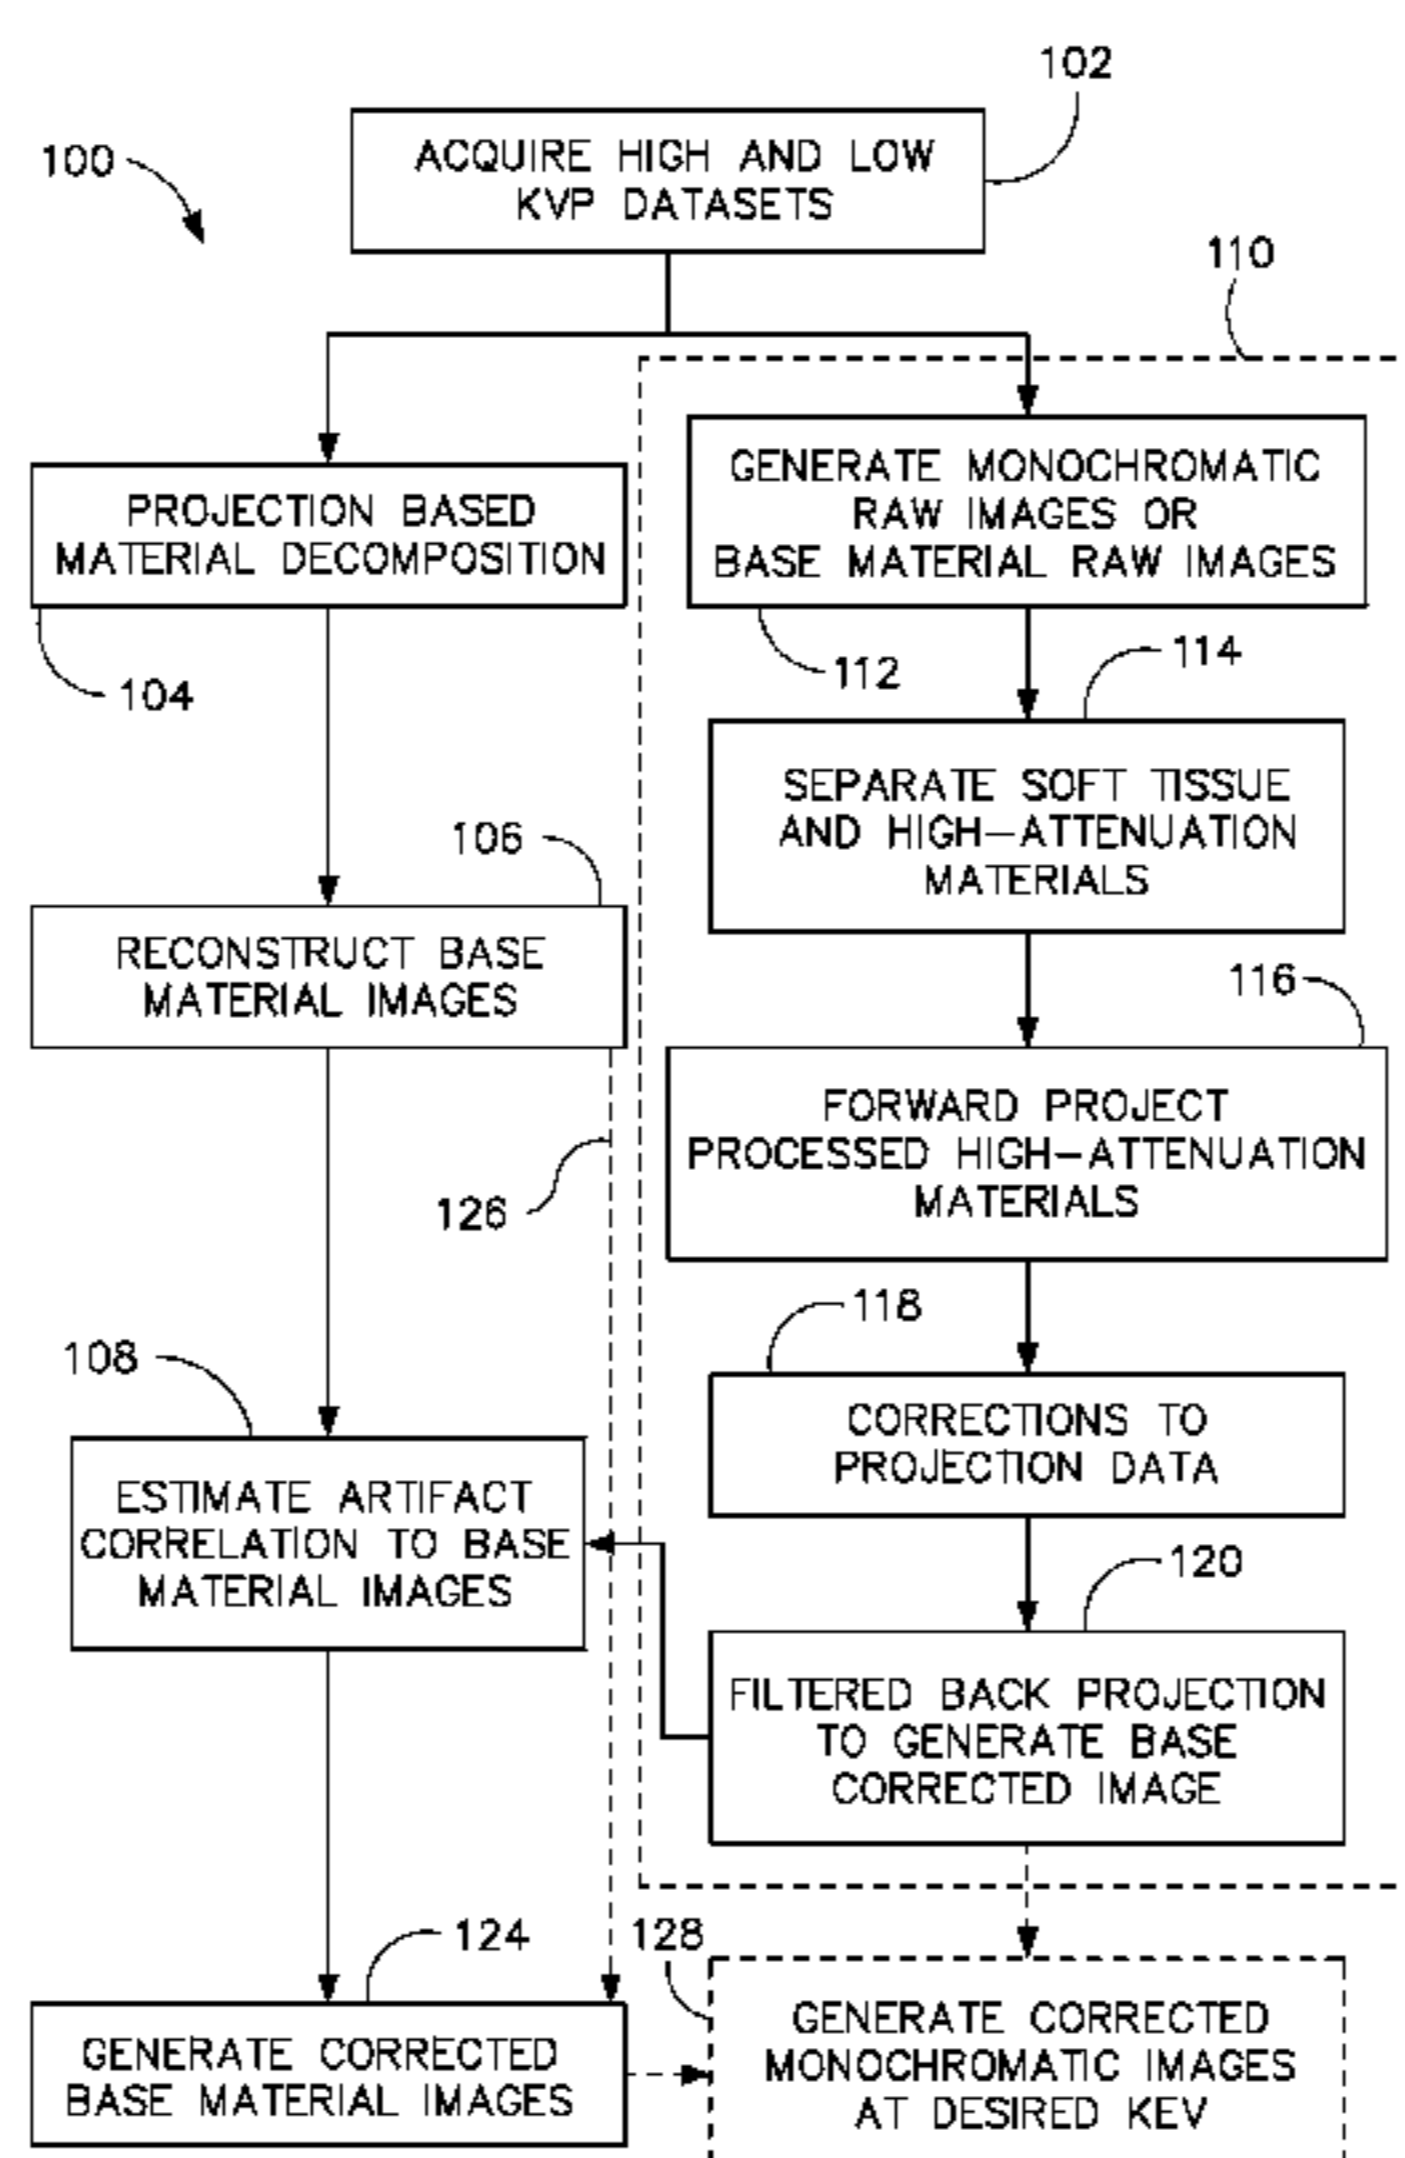 102
100
ACQUIRE HIGH AND LOW
KVP DATASETS
110
PROJECTION BASED
MATERIAL DECOMPOSITION
104
GENERATE MONOCHROMATIC
RAW IMAGES OR
BASE MATERIAL RAW IMAGES
112
114
SEPARATE SOFT TISSUE
AND HIGH-ATTENUATION
MATERIALS
106
RECONSTRUCT BASE
MATERIAL IMAGES
116
FORWARD PROJECT
PROCESSED HIGH-ATTENUATION
MATERIALS
126
118
CORRECTIONS TO
PROJECTION DATA
108
ESTIMATE ARTIFACT
CORRELATION TO BASE
MATERIAL IMAGES
120
FILTERED BACK PROJECTION
TO GENERATE BASE
CORRECTED IMAGE
124
GENERATE CORRECTED
BASE MATERIAL IMAGES
128
GENERATE CORRECTED
MONOCHROMATIC IMAGES
AT DESIRED KEV